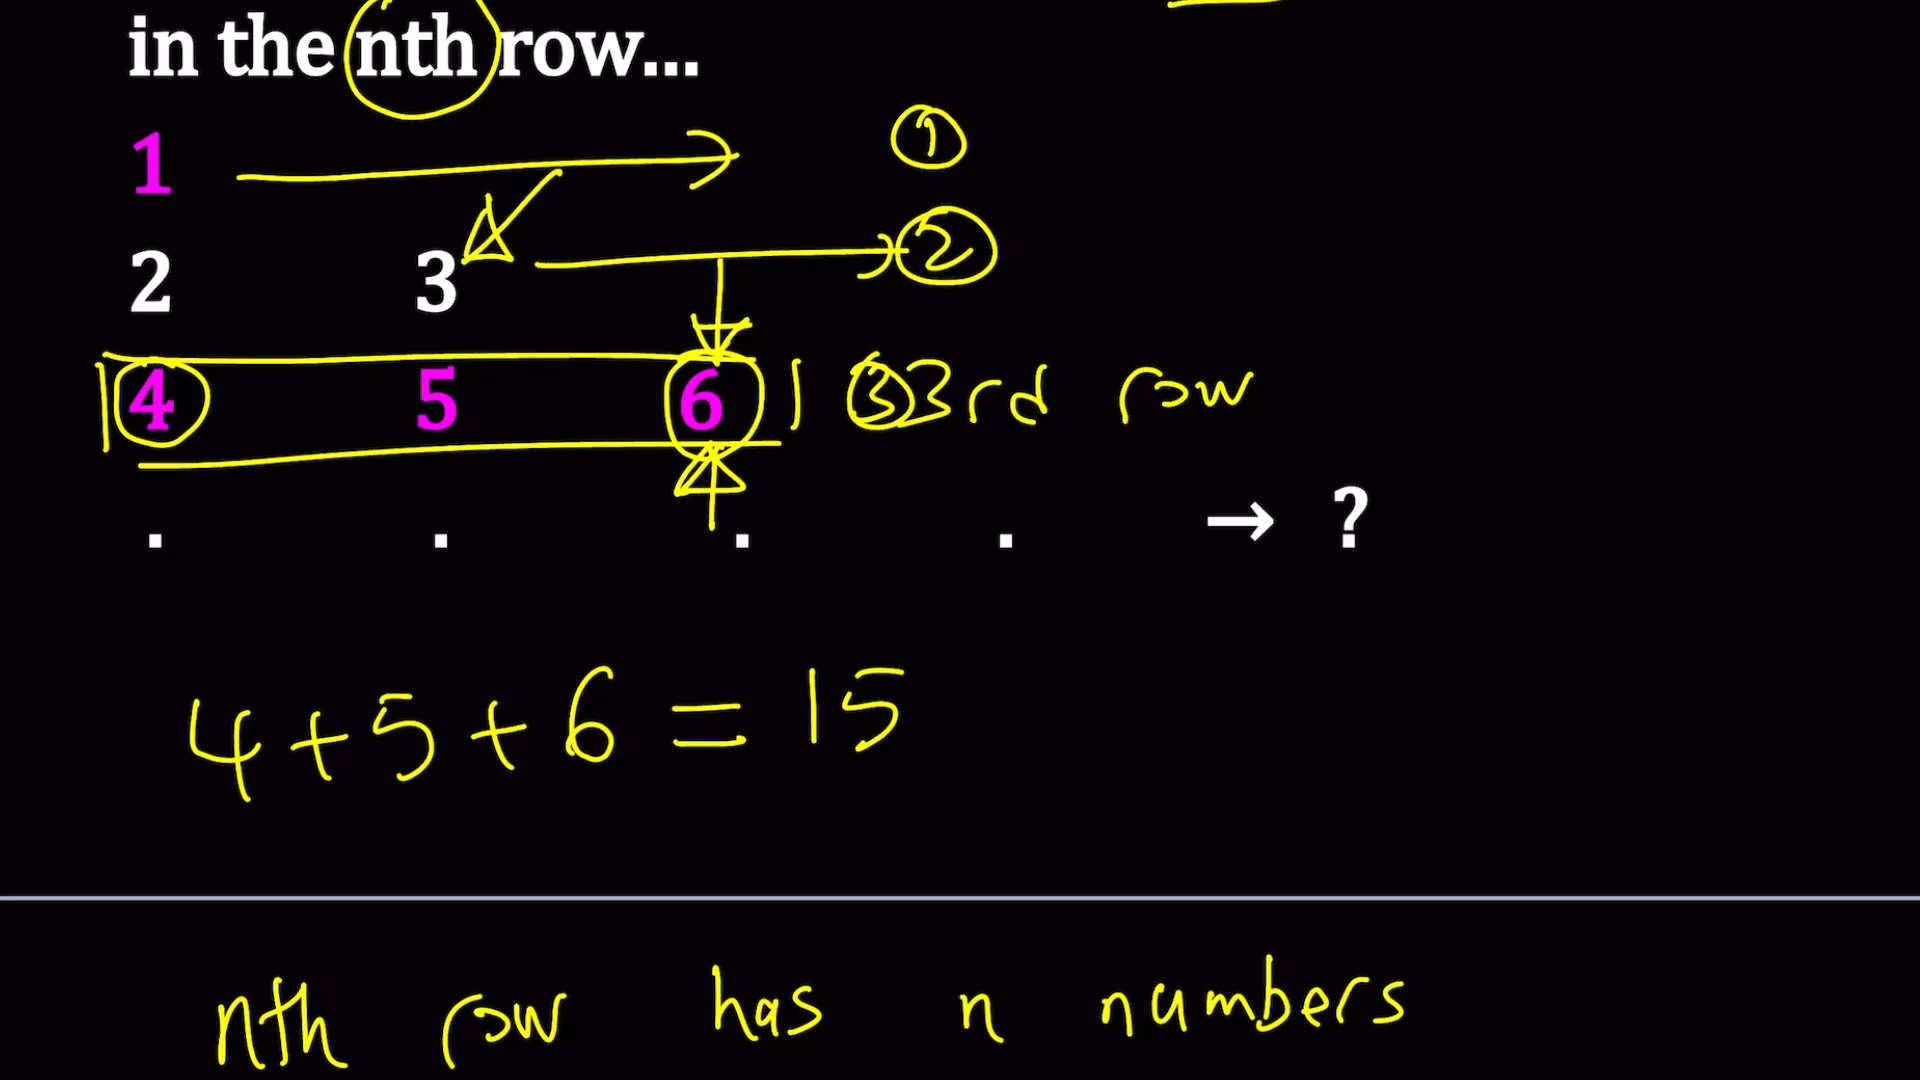 in the nth row...
1 1
2 3 2
4 5 6 3 3rd row
. . . . → ?
4 + 5 + 6 = 15
nth row has n numbers